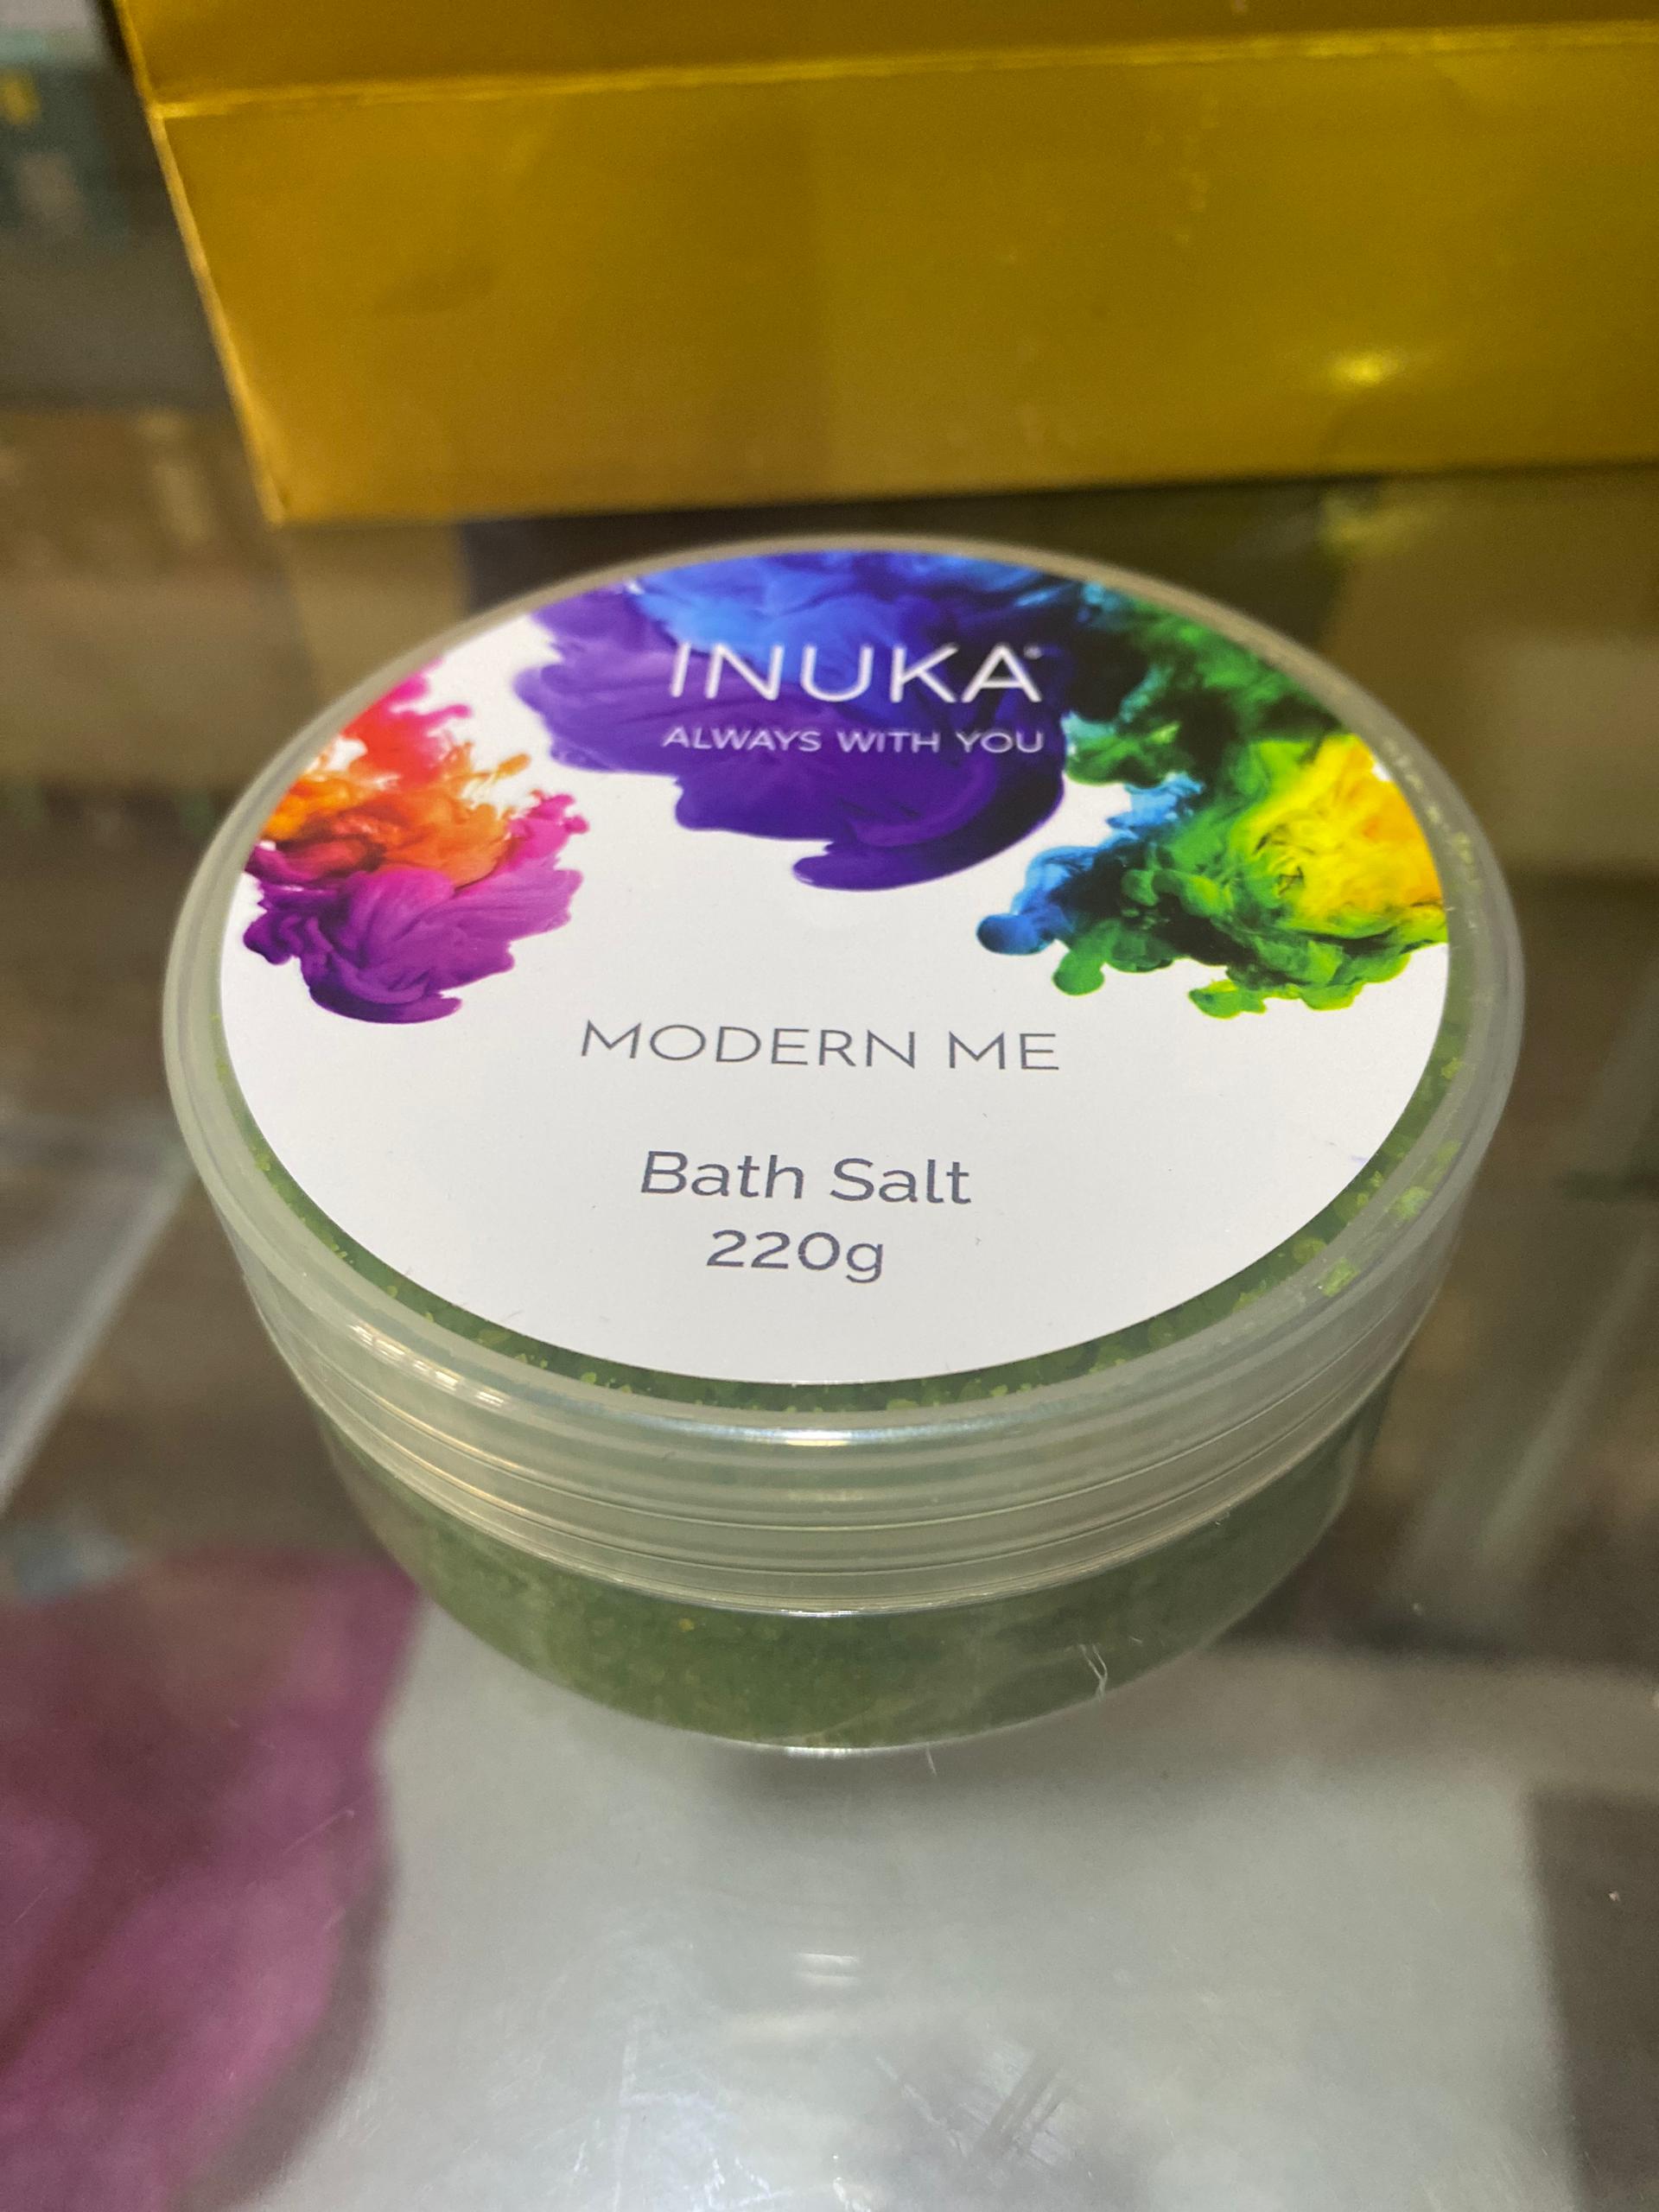 INUKA
ALWAYS WITH YOU
MODERN ME
Bath Salt
220g